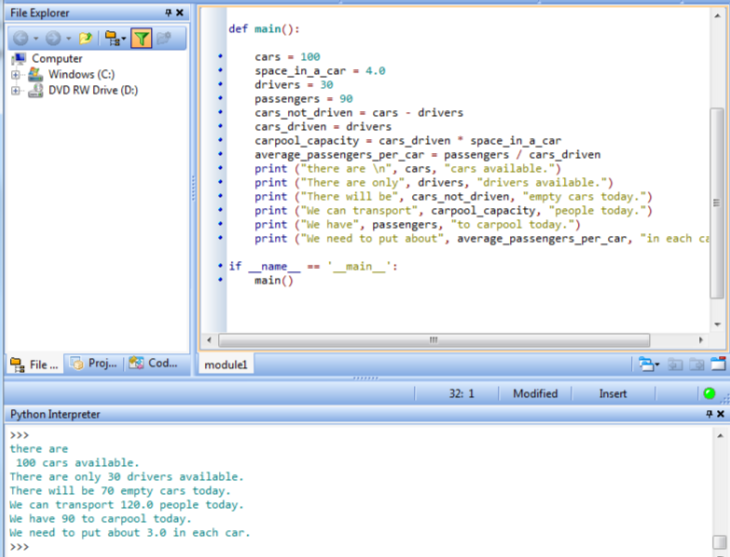 File Explorer
Computer
Windows (C:)
DVD RW Drive (D:)
File ...
Proj...
Cod...
def main():
cars = 100
space_in_a_car = 4.0
drivers = 30
passengers = 90
cars_not_driven = cars - drivers
cars_driven = drivers
carpool_capacity = cars_driven * space_in_a_car
average_passengers_per_car = passengers / cars_driven
print ("there are \n", cars, "cars available.")
print ("There are only", drivers, "drivers available.")
print ("There will be", cars_not_driven, "empty cars today.")
print ("We can transport", carpool_capacity, "people today.")
print ("We have", passengers, "to carpool today.")
print ("We need to put about", average_passengers_per_car, "in each ca
if __name__ == '__main__':
main()
module1
32: 1 Modified Insert
Python Interpreter
>>>
there are
100 cars available.
There are only 30 drivers available.
There will be 70 empty cars today.
We can transport 120.0 people today.
We have 90 to carpool today.
We need to put about 3.0 in each car.
>>>